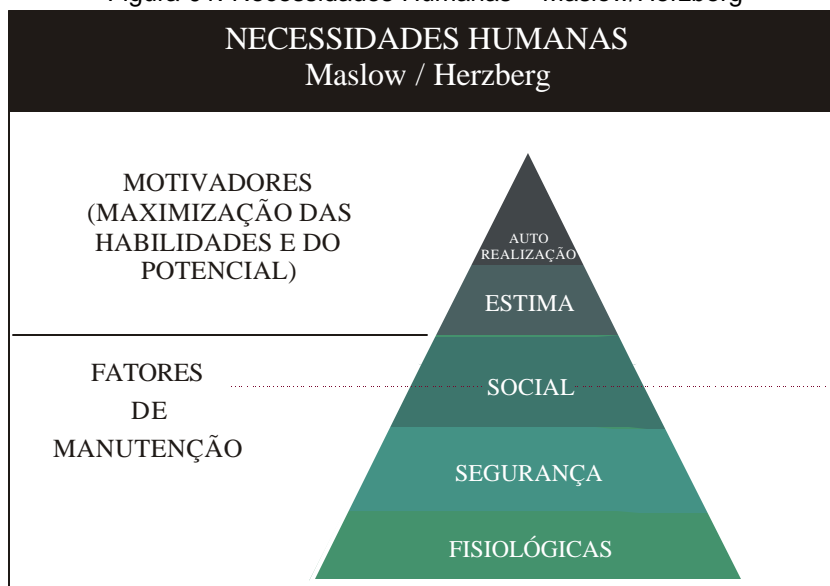 NECESSIDADES HUMANAS
Maslow / Herzberg
MOTIVADORES
(MAXIMIZAÇÃO DAS
HABILIDADES E DO
POTENCIAL)
AUTO
REALIZAÇÃO
ESTIMA
FATORES
DE
MANUTENÇÃO
SOCIAL
SEGURANÇA
FISIOLÓGICAS